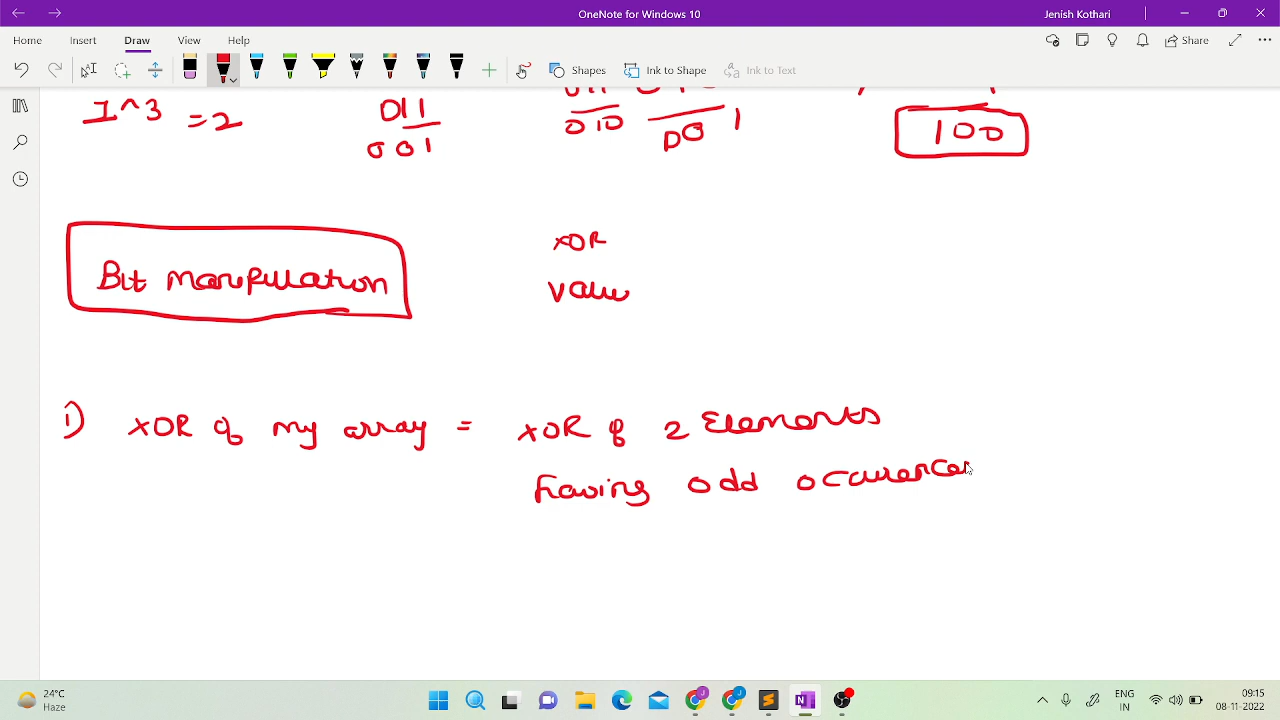 OneNote for Windows 10
Jenish Kothari
Home Insert Draw View Help
Share
Shapes
Ink to Shape
Ink to Text
I^3 = 2
011
001
010
001
100
Bit manipulation
XOR
value
1) XOR of my array = XOR of 2 Elements
having odd occurences
24°C
Haze
ENG
IN
09:15
08-11-2022